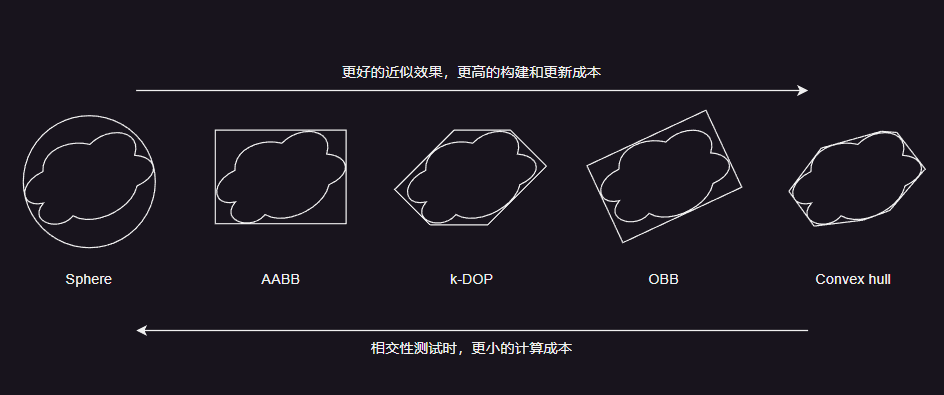 更好的近似效果，更高的构建和更新成本
Sphere
AABB
k-DOP
OBB
Convex hull
相交性测试时，更小的计算成本